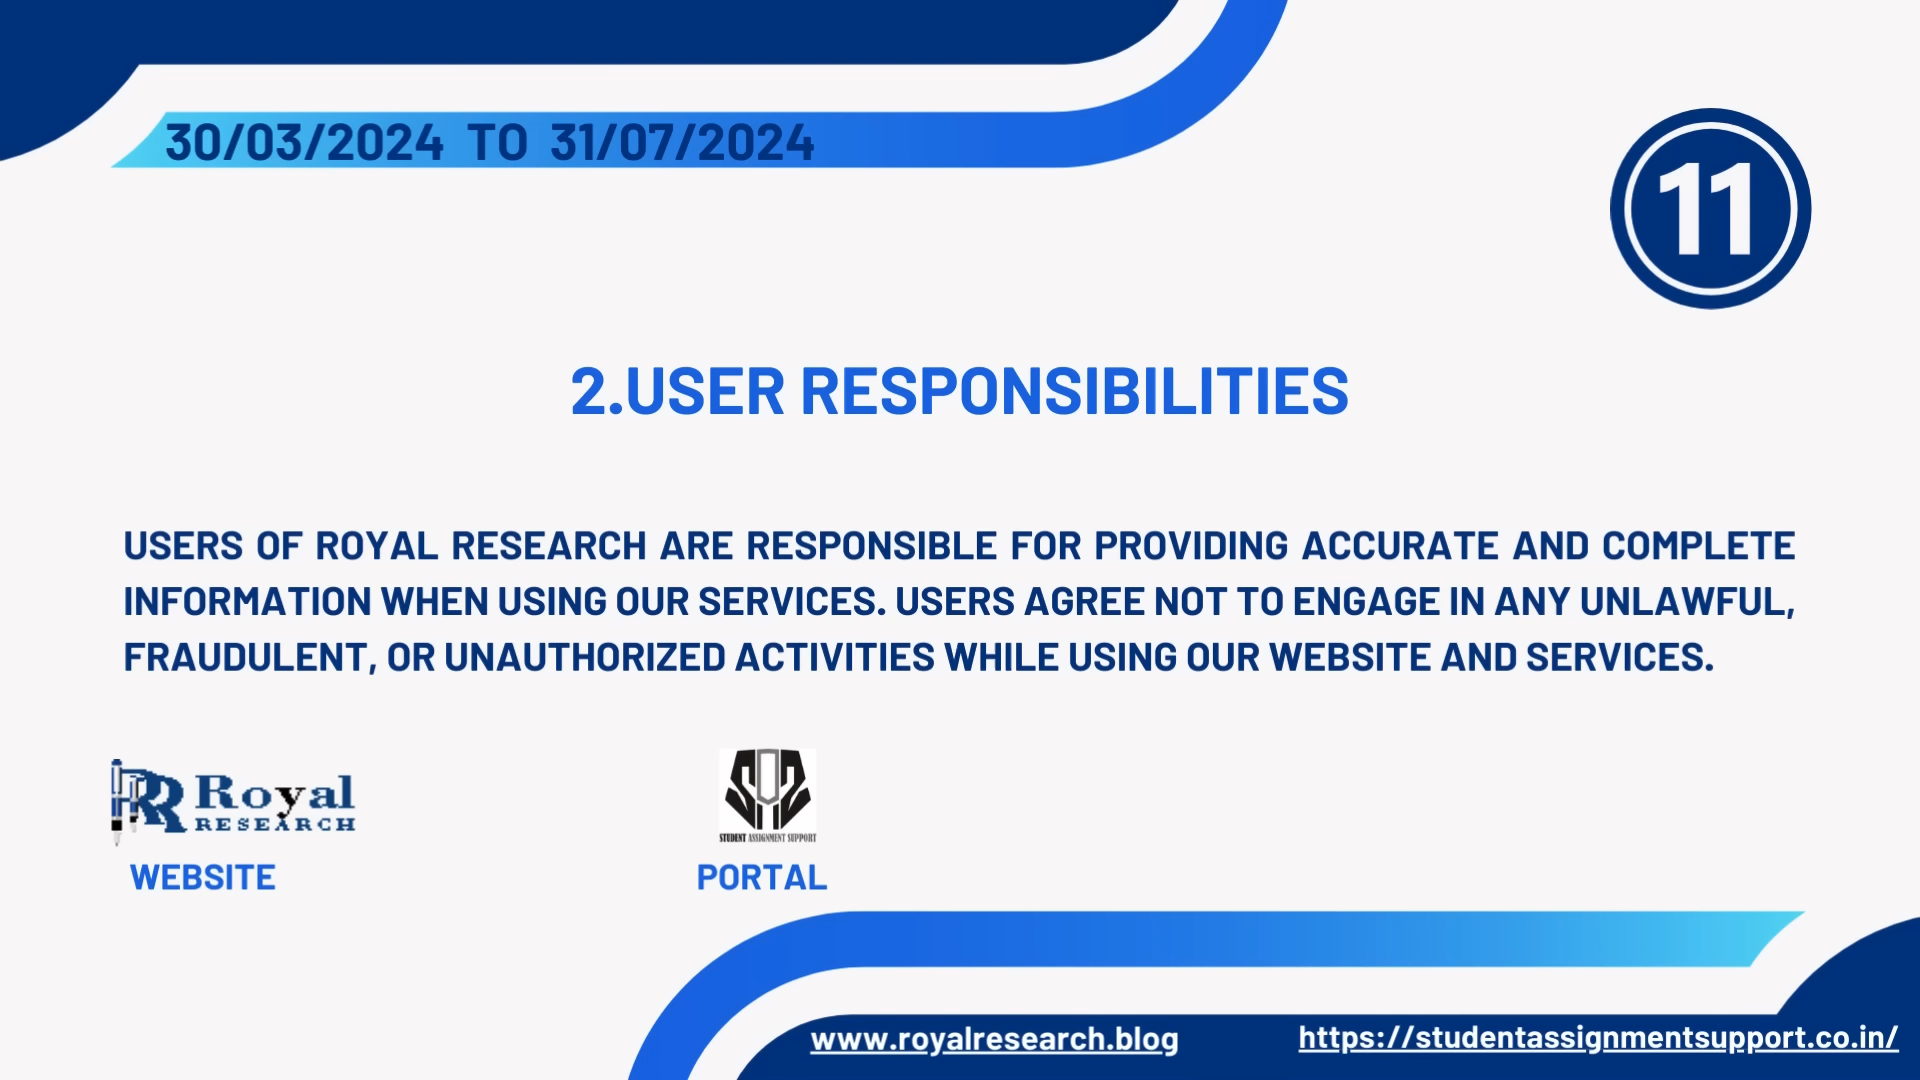 30/03/2024 TO 31/07/2024
11
2.USER RESPONSIBILITIES
USERS OF ROYAL RESEARCH ARE RESPONSIBLE FOR PROVIDING ACCURATE AND COMPLETE
INFORMATION WHEN USING OUR SERVICES. USERS AGREE NOT TO ENGAGE IN ANY UNLAWFUL,
FRAUDULENT, OR UNAUTHORIZED ACTIVITIES WHILE USING OUR WEBSITE AND SERVICES.
Royal
RESEARCH
STUDENT ASSIGNMENT SUPPORT
WEBSITE
PORTAL
www.royalresearch.blog
https://studentassignmentsupport.co.in/